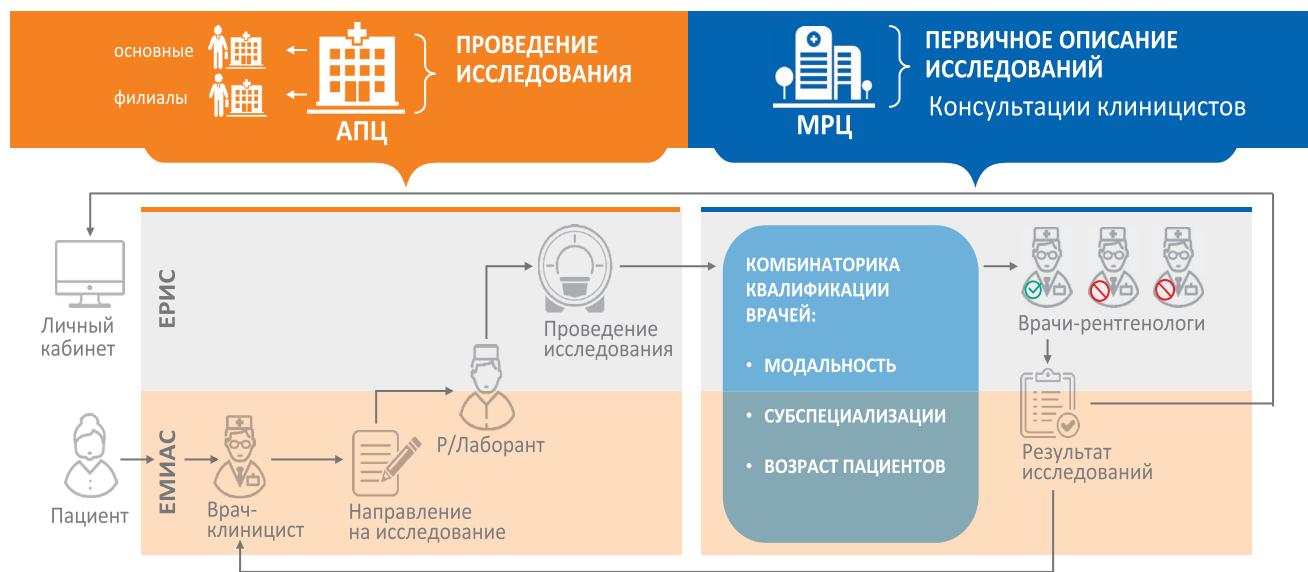 основные
филиалы
АПЦ
ПРОВЕДЕНИЕ
ИССЛЕДОВАНИЯ
МРЦ
ПЕРВИЧНОЕ ОПИСАНИЕ
ИССЛЕДОВАНИЙ
Консультации клиницистов
Личный
кабинет
ЕРИС
Проведение
исследования
КОМБИНАТОРИКА
КВАЛИФИКАЦИИ
ВРАЧЕЙ:
• МОДАЛЬНОСТЬ
• СУБСПЕЦИАЛИЗАЦИИ
• ВОЗРАСТ ПАЦИЕНТОВ
Врачи-рентгенологи
Пациент
ЕМИАС
Врач-
клиницист
Направление
на исследование
Р/Лаборант
Результат
исследований